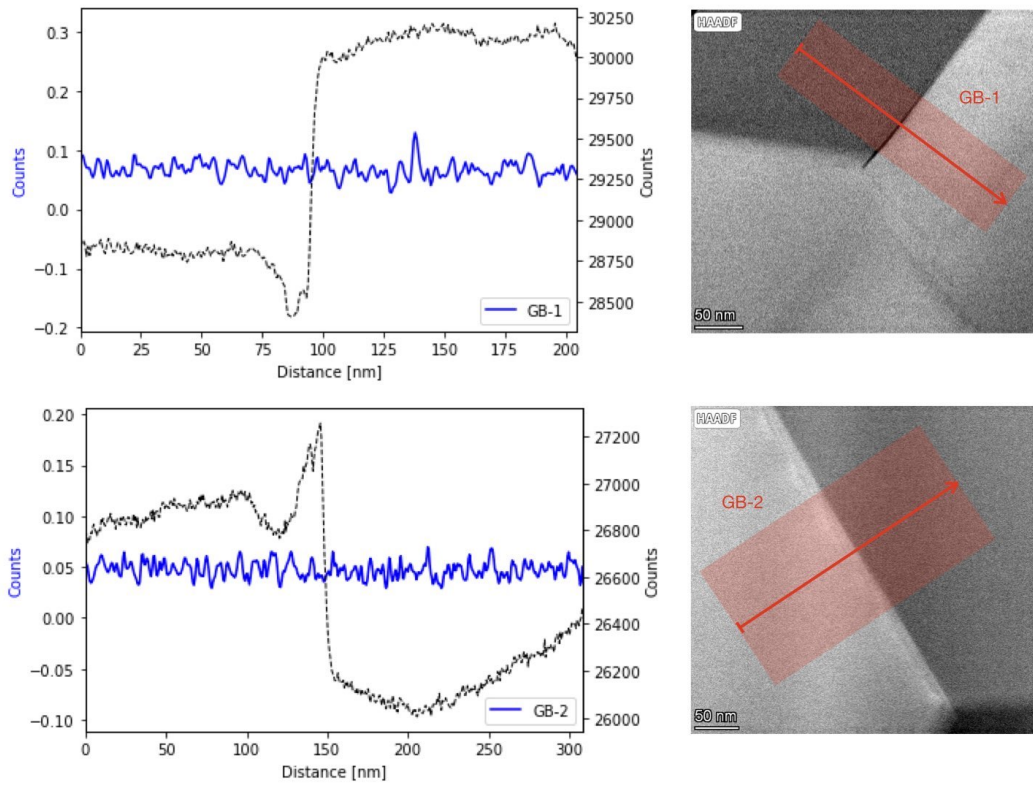 0.3
0.2
0.1
0.0
−0.1
−0.2
Counts
30250
30000
29750
29500
29250
29000
28750
28500
Counts
GB-1
0 25 50 75 100 125 150 175 200
Distance [nm]
HAADF
GB-1
50 nm
0.20
0.15
0.10
0.05
0.00
−0.05
−0.10
Counts
27200
27000
26800
26600
26400
26200
26000
Counts
GB-2
0 50 100 150 200 250 300
Distance [nm]
HAADF
GB-2
50 nm